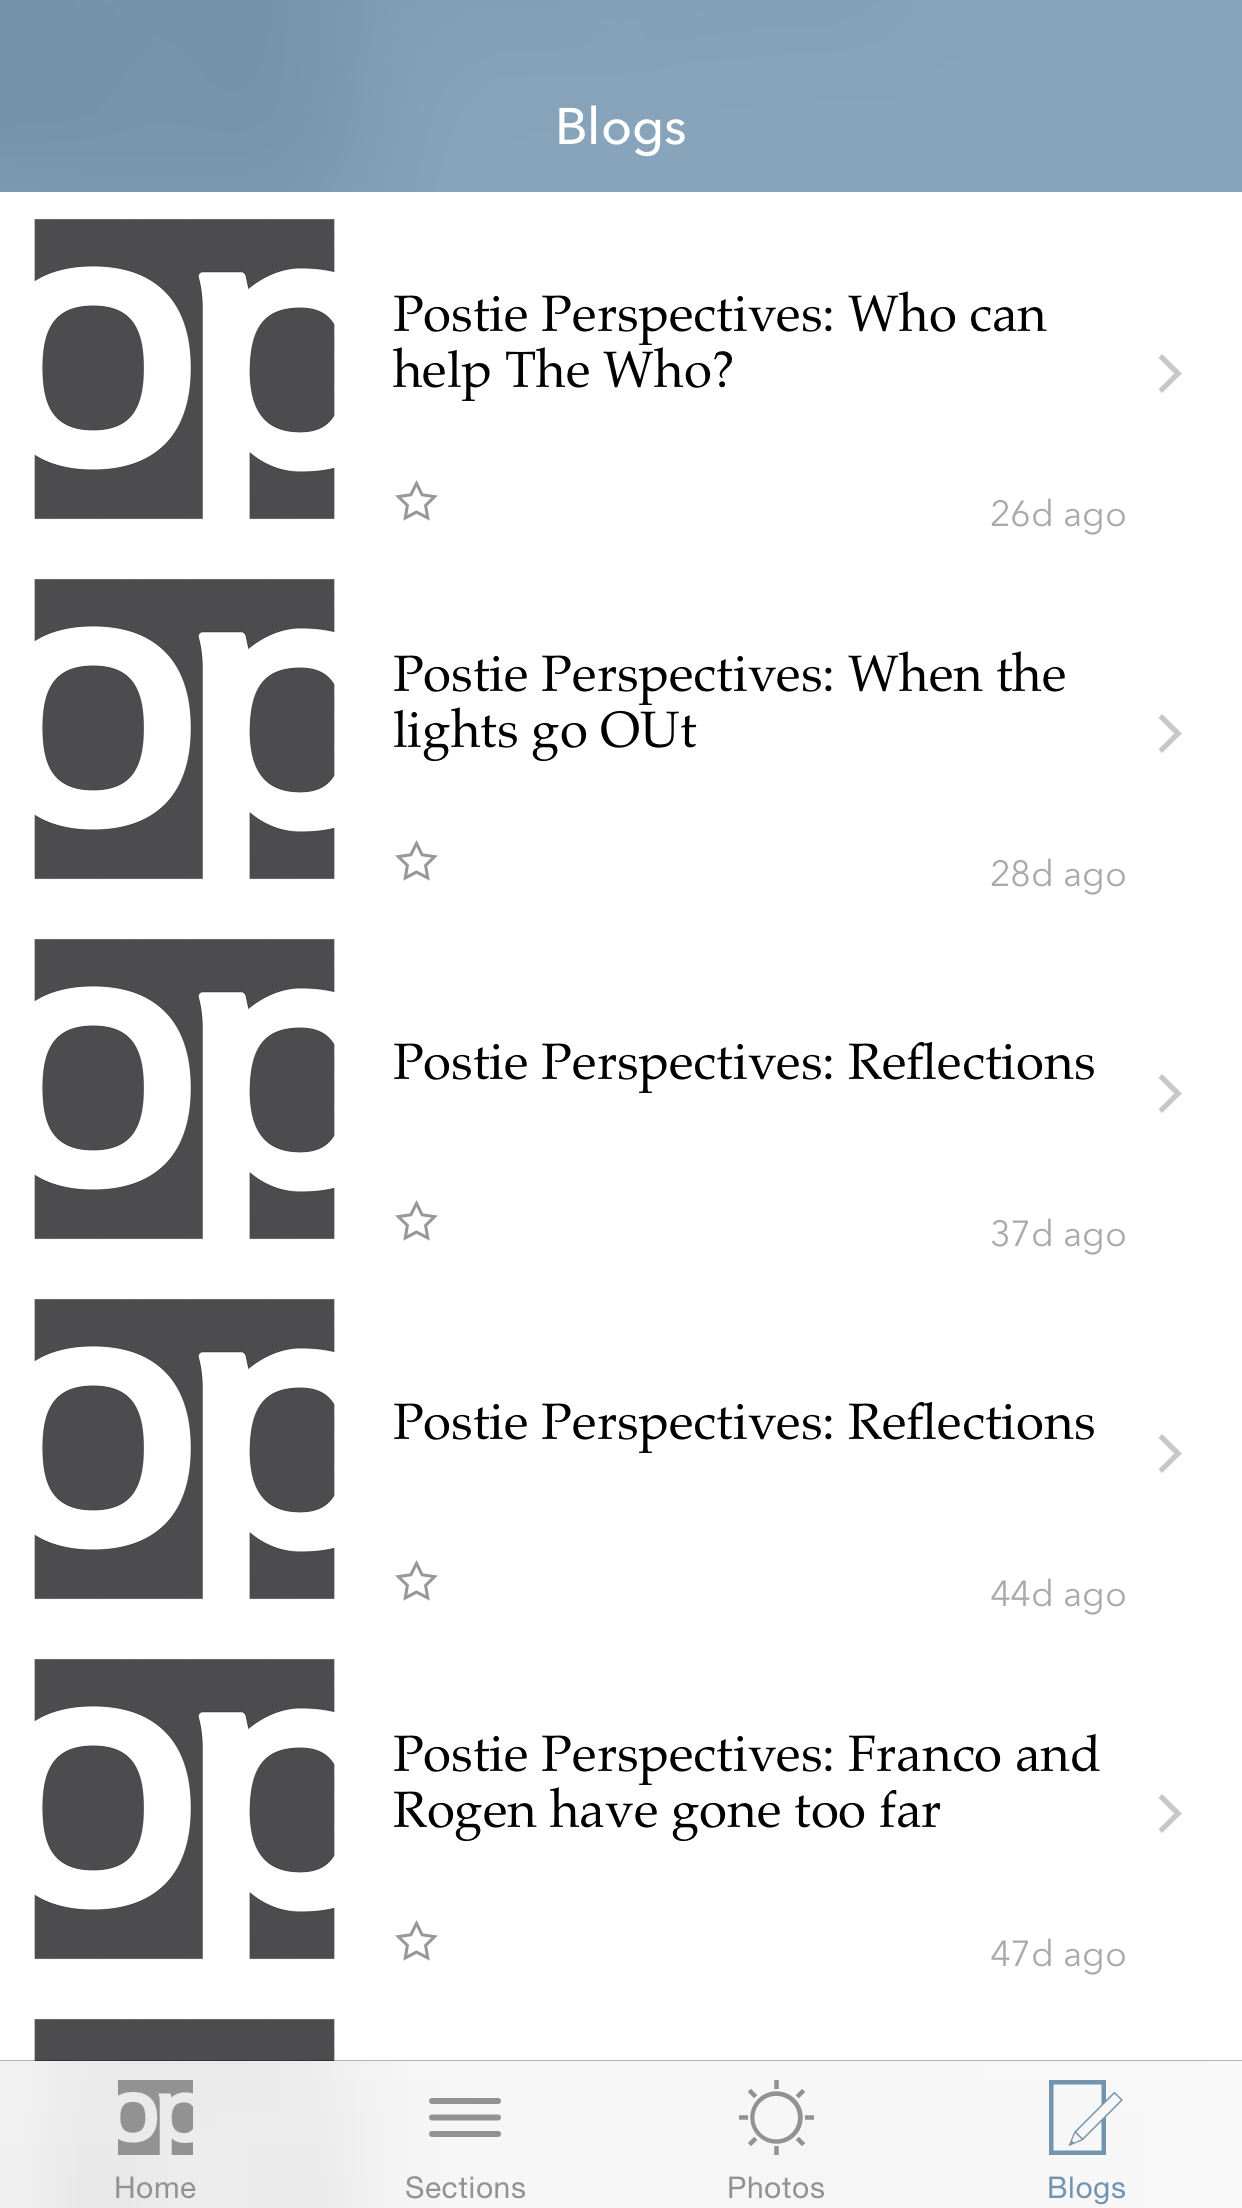 Blogs
op
Postie Perspectives: Who can
help The Who?
26d ago
op
Postie Perspectives: When the
lights go OUt
28d ago
op
Postie Perspectives: Reflections
37d ago
op
Postie Perspectives: Reflections
44d ago
op
Postie Perspectives: Franco and
Rogen have gone too far
47d ago
op
Home
Sections
Photos
Blogs